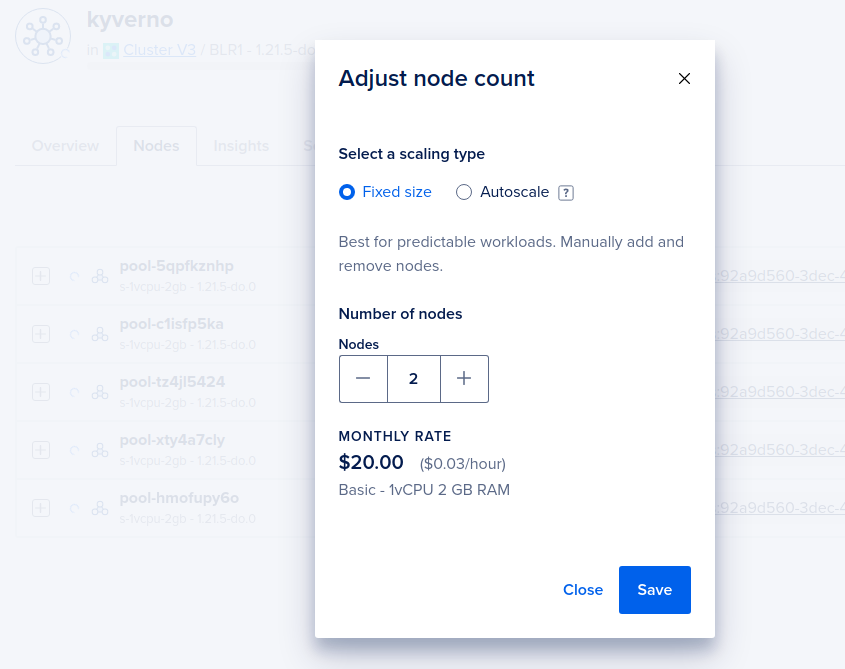 kyverno
in Cluster V3 / BLR1 - 1.21.5-do
Overview
Nodes
Insights
Adjust node count
Select a scaling type
Fixed size
Autoscale ?
Best for predictable workloads. Manually add and
remove nodes.
Number of nodes
Nodes
2
MONTHLY RATE
$20.00 ($0.03/hour)
Basic - 1vCPU 2 GB RAM
Close
Save
pool-5qpfkznhp
s-1vcpu-2gb - 1.21.5-do.0
:92a9d560-3dec-4
pool-c1isfp5ka
s-1vcpu-2gb - 1.21.5-do.0
:92a9d560-3dec-4
pool-tz4jl5424
s-1vcpu-2gb - 1.21.5-do.0
:92a9d560-3dec-4
pool-xty4a7cly
s-1vcpu-2gb - 1.21.5-do.0
:92a9d560-3dec-4
pool-hmofupy6o
s-1vcpu-2gb - 1.21.5-do.0
:92a9d560-3dec-4